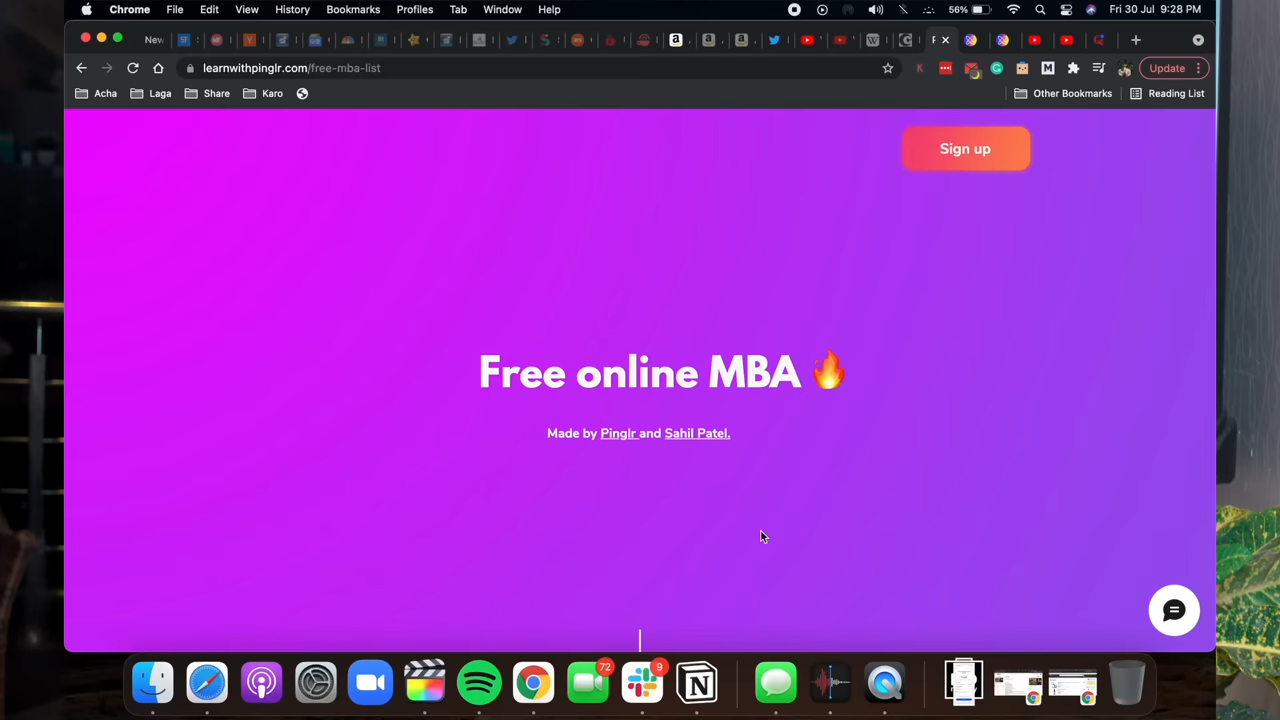 Chrome File Edit View History Bookmarks Profiles Tab Window Help 56% Fri 30 Jul 9:28 PM
New
learnwithpinglr.com/free-mba-list Update
Acha Laga Share Karo Other Bookmarks Reading List
Sign up
Free online MBA 🔥
Made by Pinglr and Sahil Patel.
72 9